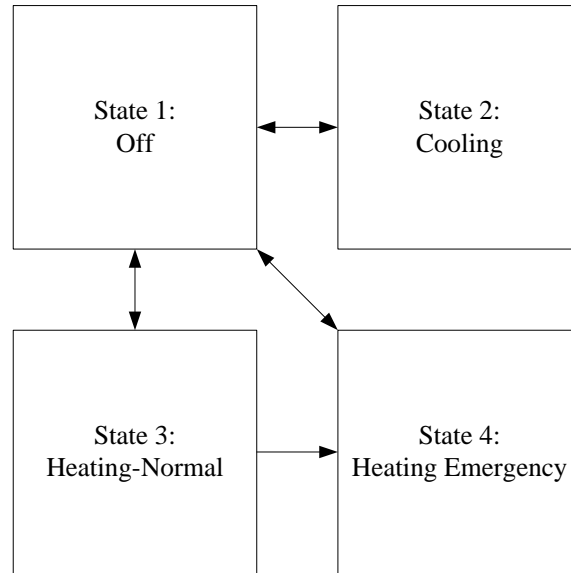 State 1:
Off
State 2:
Cooling
State 3:
Heating-Normal
State 4:
Heating Emergency